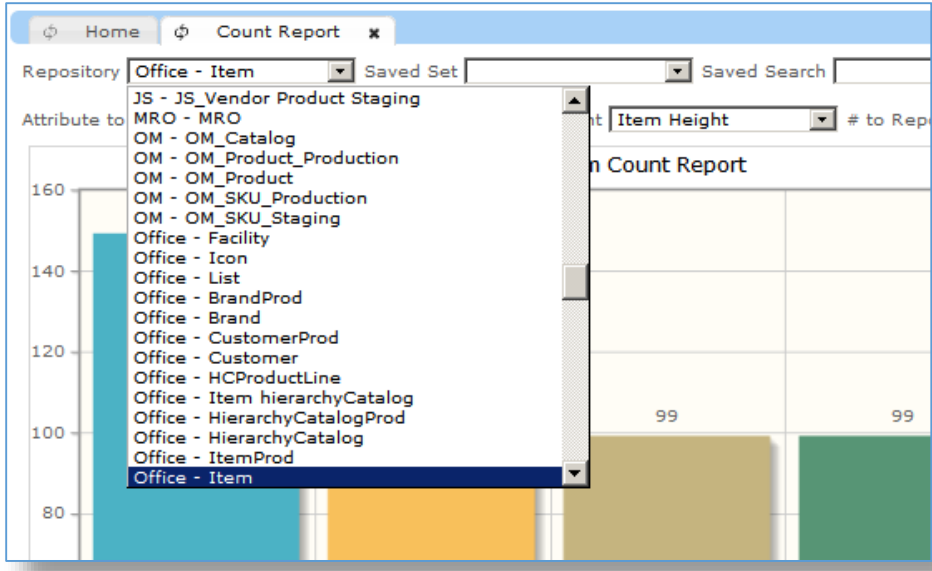 Home Count Report x
Repository Office - Item Saved Set Saved Search
JS - JS_Vendor Product Staging
Attribute to Item Height # to Rep
MRO - MRO
OM - OM_Catalog
OM - OM_Product_Production
OM - OM_Product
OM - OM_SKU_Production
OM - OM_SKU_Staging
Office - Facility
Office - Icon
Office - List
Office - BrandProd
Office - Brand
Office - CustomerProd
Office - Customer
Office - HCProductLine
Office - Item hierarchyCatalog
Office - HierarchyCatalogProd
Office - HierarchyCatalog
Office - ItemProd
Office - Item
Count Report
160
140
120
100
80
99 99